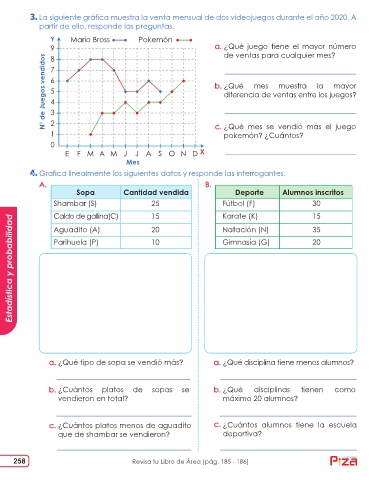 3. La siguiente gráfica muestra la venta mensual de dos videojuegos durante el año 2020. A
partir de ello, responde las preguntas.
Y
Mario Bross
Pokemón
N° de juegos vendidos
9
8
7
6
5
4
3
2
1
0
E F M A M J J A S O N D X
Mes
a. ¿Qué juego tiene el mayor número
de ventas para cualquier mes?
b. ¿Qué mes muestra la mayor
diferencia de ventas entre los juegos?
c. ¿Qué mes se vendió más el juego
pokemón? ¿Cuántos?
4. Grafica linealmente los siguientes datos y responde las interrogantes.
A.
Sopa Cantidad vendida
Shambar (S) 25
Caldo de gallina(C) 15
Aguadito (A) 20
Parihuela (P) 10
B.
Deporte Alumnos inscritos
Fútbol (F) 30
Karate (K) 15
Natación (N) 35
Gimnasia (G) 20
a. ¿Qué tipo de sopa se vendió más?
b. ¿Cuántos platos de sopas se
vendieron en total?
c. ¿Cuántos platos menos de aguadito
que de shambar se vendieron?
a. ¿Qué disciplina tiene menos alumnos?
b. ¿Qué disciplinas tienen como
máximo 20 alumnos?
c. ¿Cuántos alumnos tiene la escuela
deportiva?
Estadística y probabilidad
258
Revisa tu Libro de Área (pág. 185 - 186)